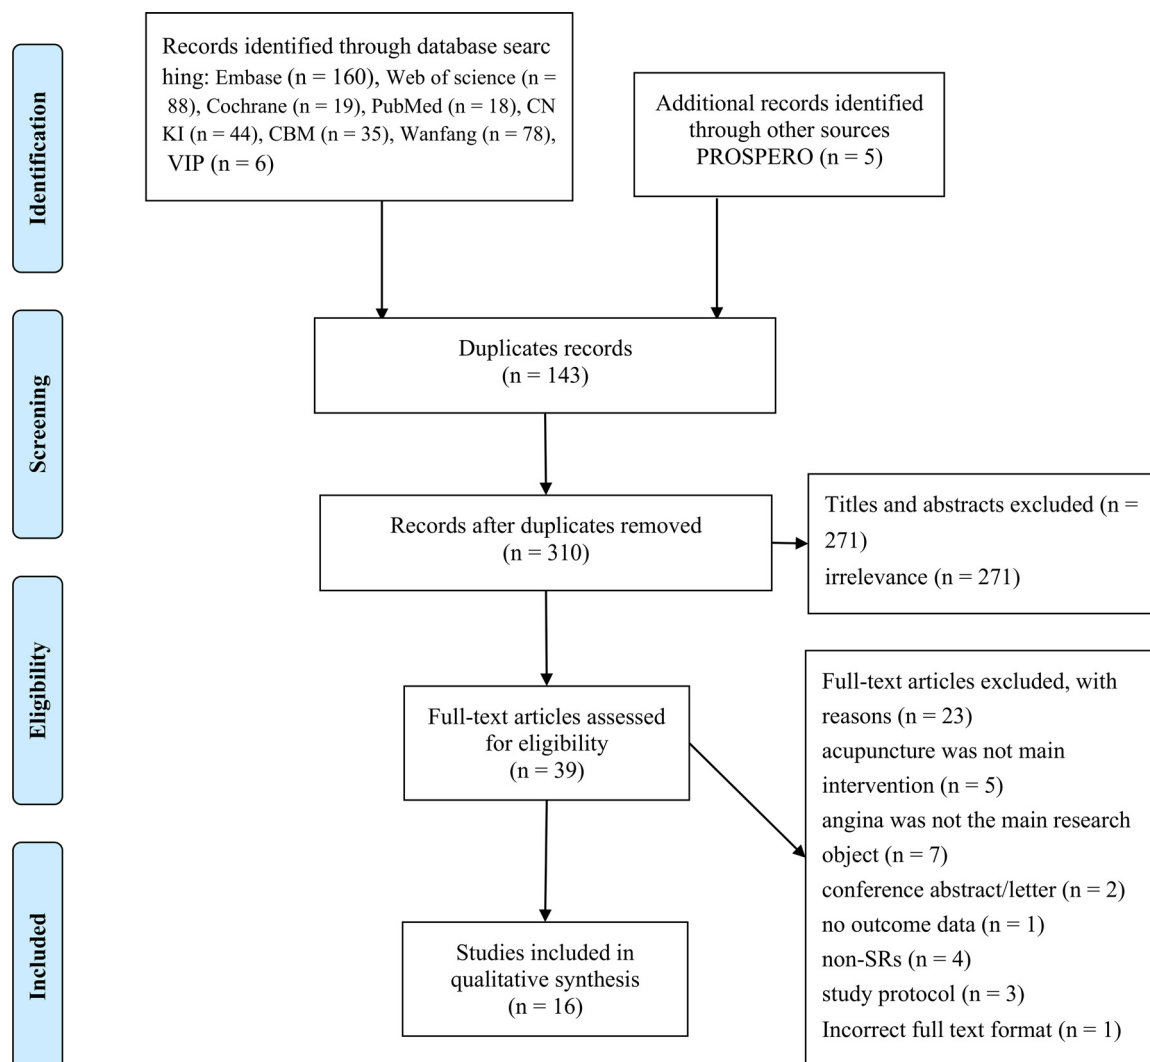 Identification
Records identified through database searc
hing: Embase (n = 160), Web of science (n =
88), Cochrane (n = 19), PubMed (n = 18), CN
KI (n = 44), CBM (n = 35), Wanfang (n = 78),
VIP (n = 6)
Additional records identified
through other sources
PROSPERO (n = 5)
Screening
Duplicates records
(n = 143)
Records after duplicates removed
(n = 310)
Titles and abstracts excluded (n =
271)
irrelevance (n = 271)
Eligibility
Full-text articles assessed
for eligibility
(n = 39)
Full-text articles excluded, with
reasons (n = 23)
acupuncture was not main
intervention (n = 5)
angina was not the main research
object (n = 7)
conference abstract/letter (n = 2)
no outcome data (n = 1)
non-SRs (n = 4)
study protocol (n = 3)
Incorrect full text format (n = 1)
Included
Studies included in
qualitative synthesis
(n = 16)